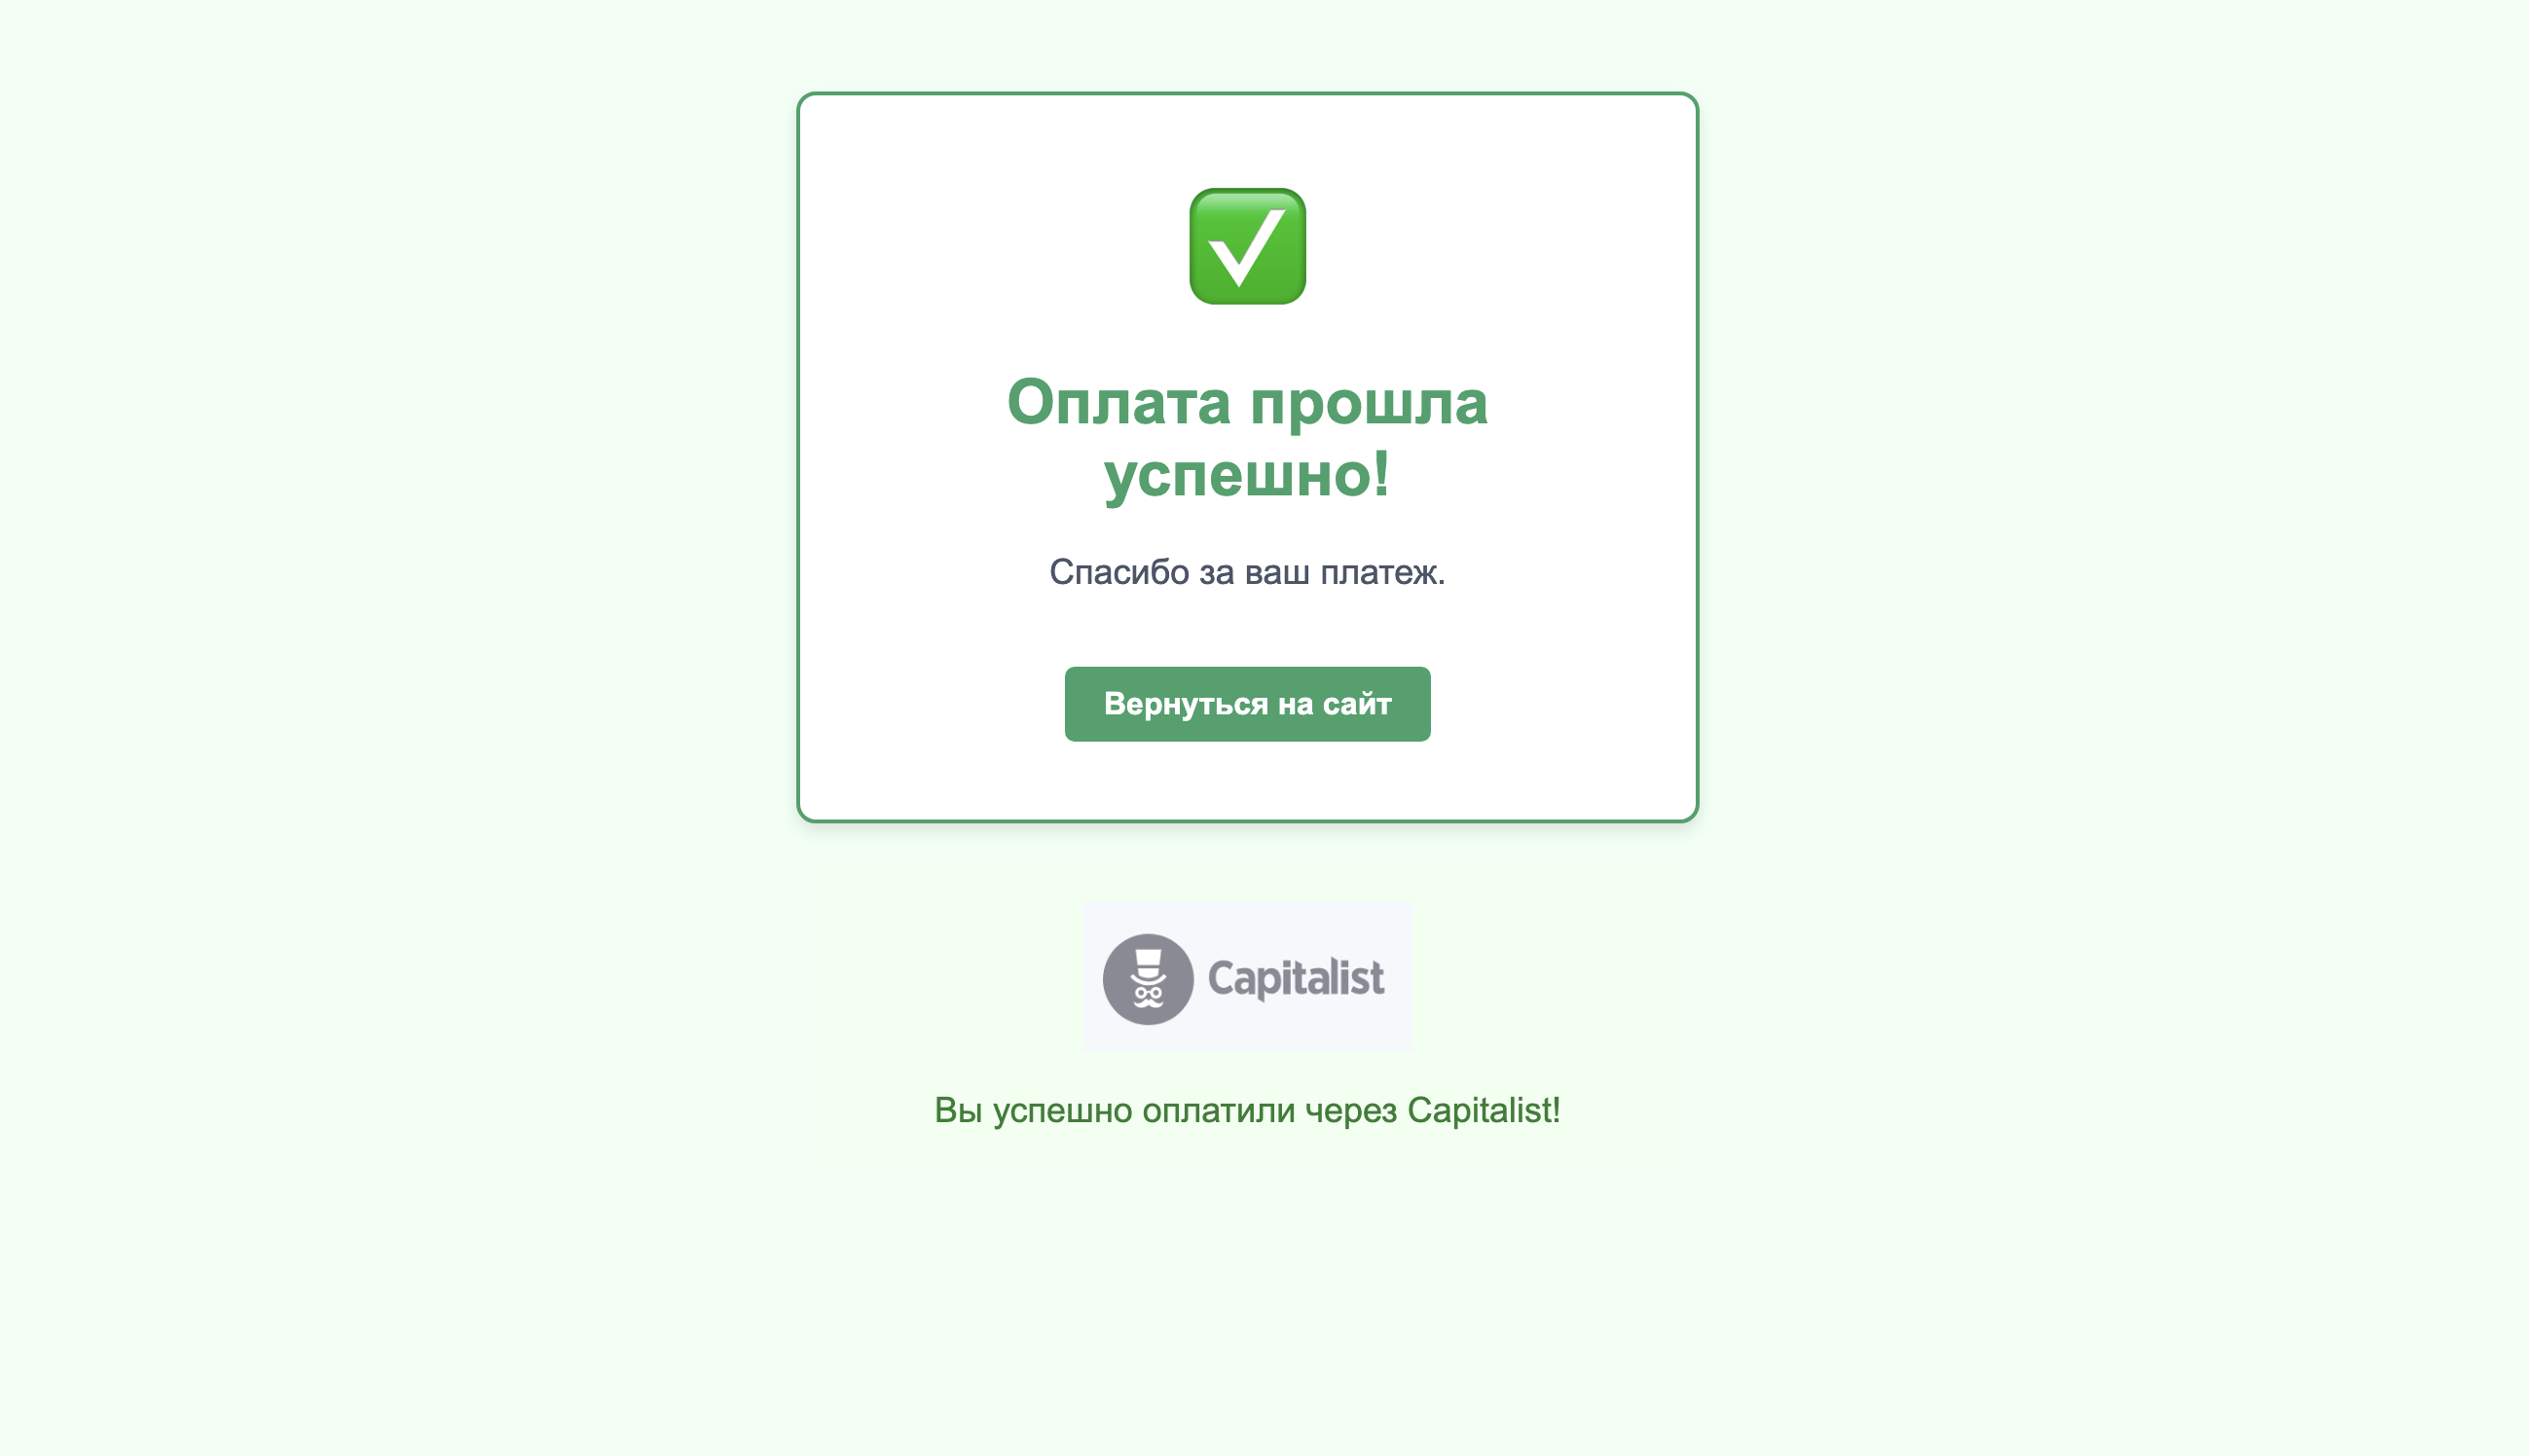 Оплата прошла
успешно!
Спасибо за ваш платеж.
Вернуться на сайт
Capitalist
Вы успешно оплатили через Capitalist!